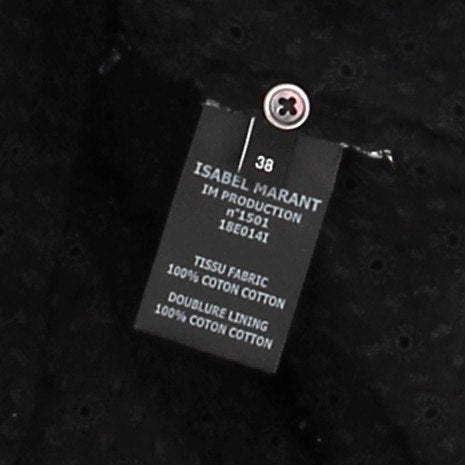 38
ISABEL MARANT
IM PRODUCTION
n°1501
18E014I
TISSU FABRIC
100% COTON COTTON
DOUBLURE LINING
100% COTON COTTON